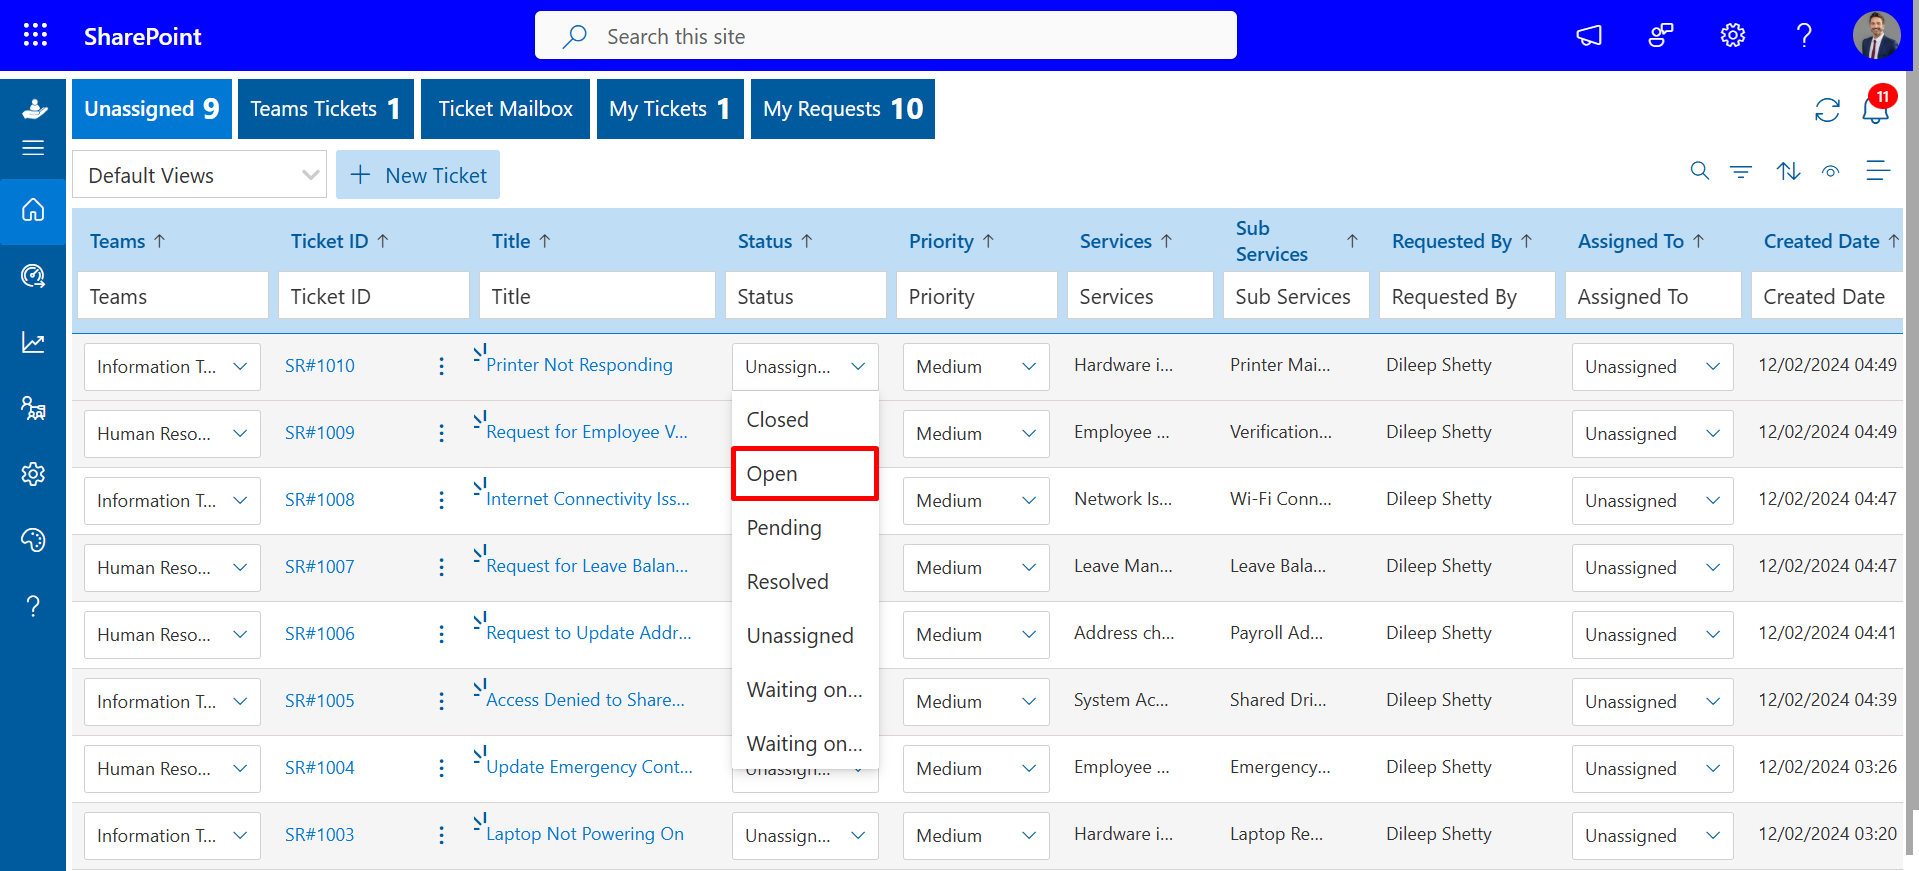 SharePoint
Search this site
Unassigned 9
Teams Tickets 1
Ticket Mailbox
My Tickets 1
My Requests 10
11
Default Views
New Ticket
Teams Ticket ID Title Status Priority Services Sub Services Requested By Assigned To Created Date
Teams Ticket ID Title Status Priority Services Sub Services Requested By Assigned To Created Date
Information T... SR#1010 Printer Not Responding Unassign... Medium Hardware i... Printer Mai... Dileep Shetty Unassigned 12/02/2024 04:49
Closed
Human Reso... SR#1009 Request for Employee V... Medium Employee ... Verification... Dileep Shetty Unassigned 12/02/2024 04:49
Open
Information T... SR#1008 Internet Connectivity Iss... Medium Network Is... Wi-Fi Conn... Dileep Shetty Unassigned 12/02/2024 04:47
Pending
Human Reso... SR#1007 Request for Leave Balan... Medium Leave Man... Leave Bala... Dileep Shetty Unassigned 12/02/2024 04:47
Resolved
Human Reso... SR#1006 Request to Update Addr... Medium Address ch... Payroll Ad... Dileep Shetty Unassigned 12/02/2024 04:41
Unassigned
Information T... SR#1005 Access Denied to Share... Medium System Ac... Shared Dri... Dileep Shetty Unassigned 12/02/2024 04:39
Waiting on...
Waiting on...
Human Reso... SR#1004 Update Emergency Cont... Unassign... Medium Employee ... Emergency... Dileep Shetty Unassigned 12/02/2024 03:26
Information T... SR#1003 Laptop Not Powering On Unassign... Medium Hardware i... Laptop Re... Dileep Shetty Unassigned 12/02/2024 03:20